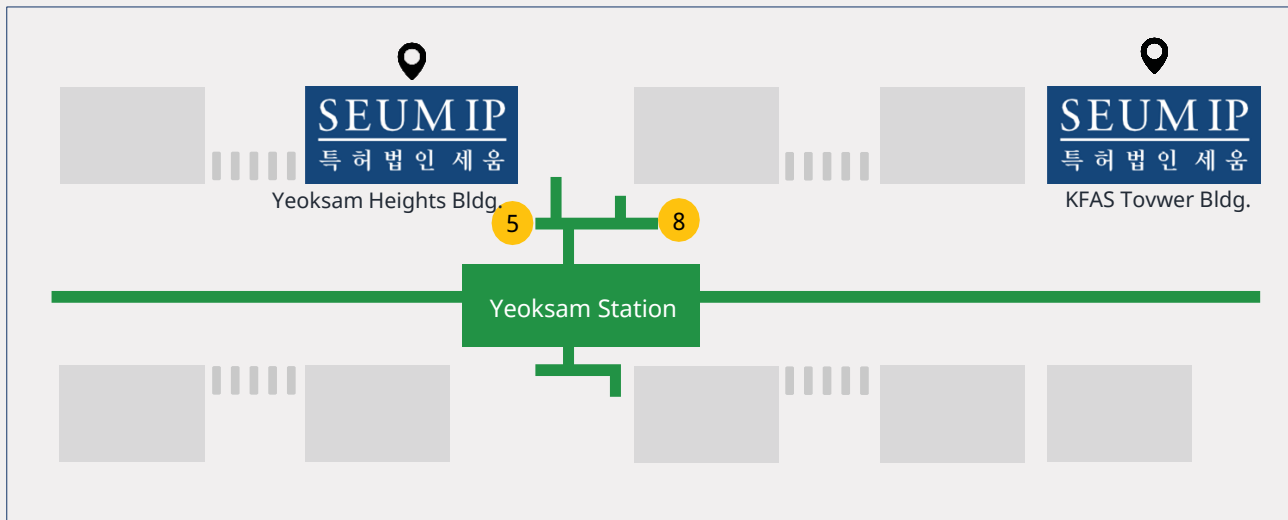 SEUM IP
특허법인 세움
Yeoksam Heights Bldg.
SEUM IP
특허법인 세움
KFAS Tovwer Bldg.
5
8
Yeoksam Station